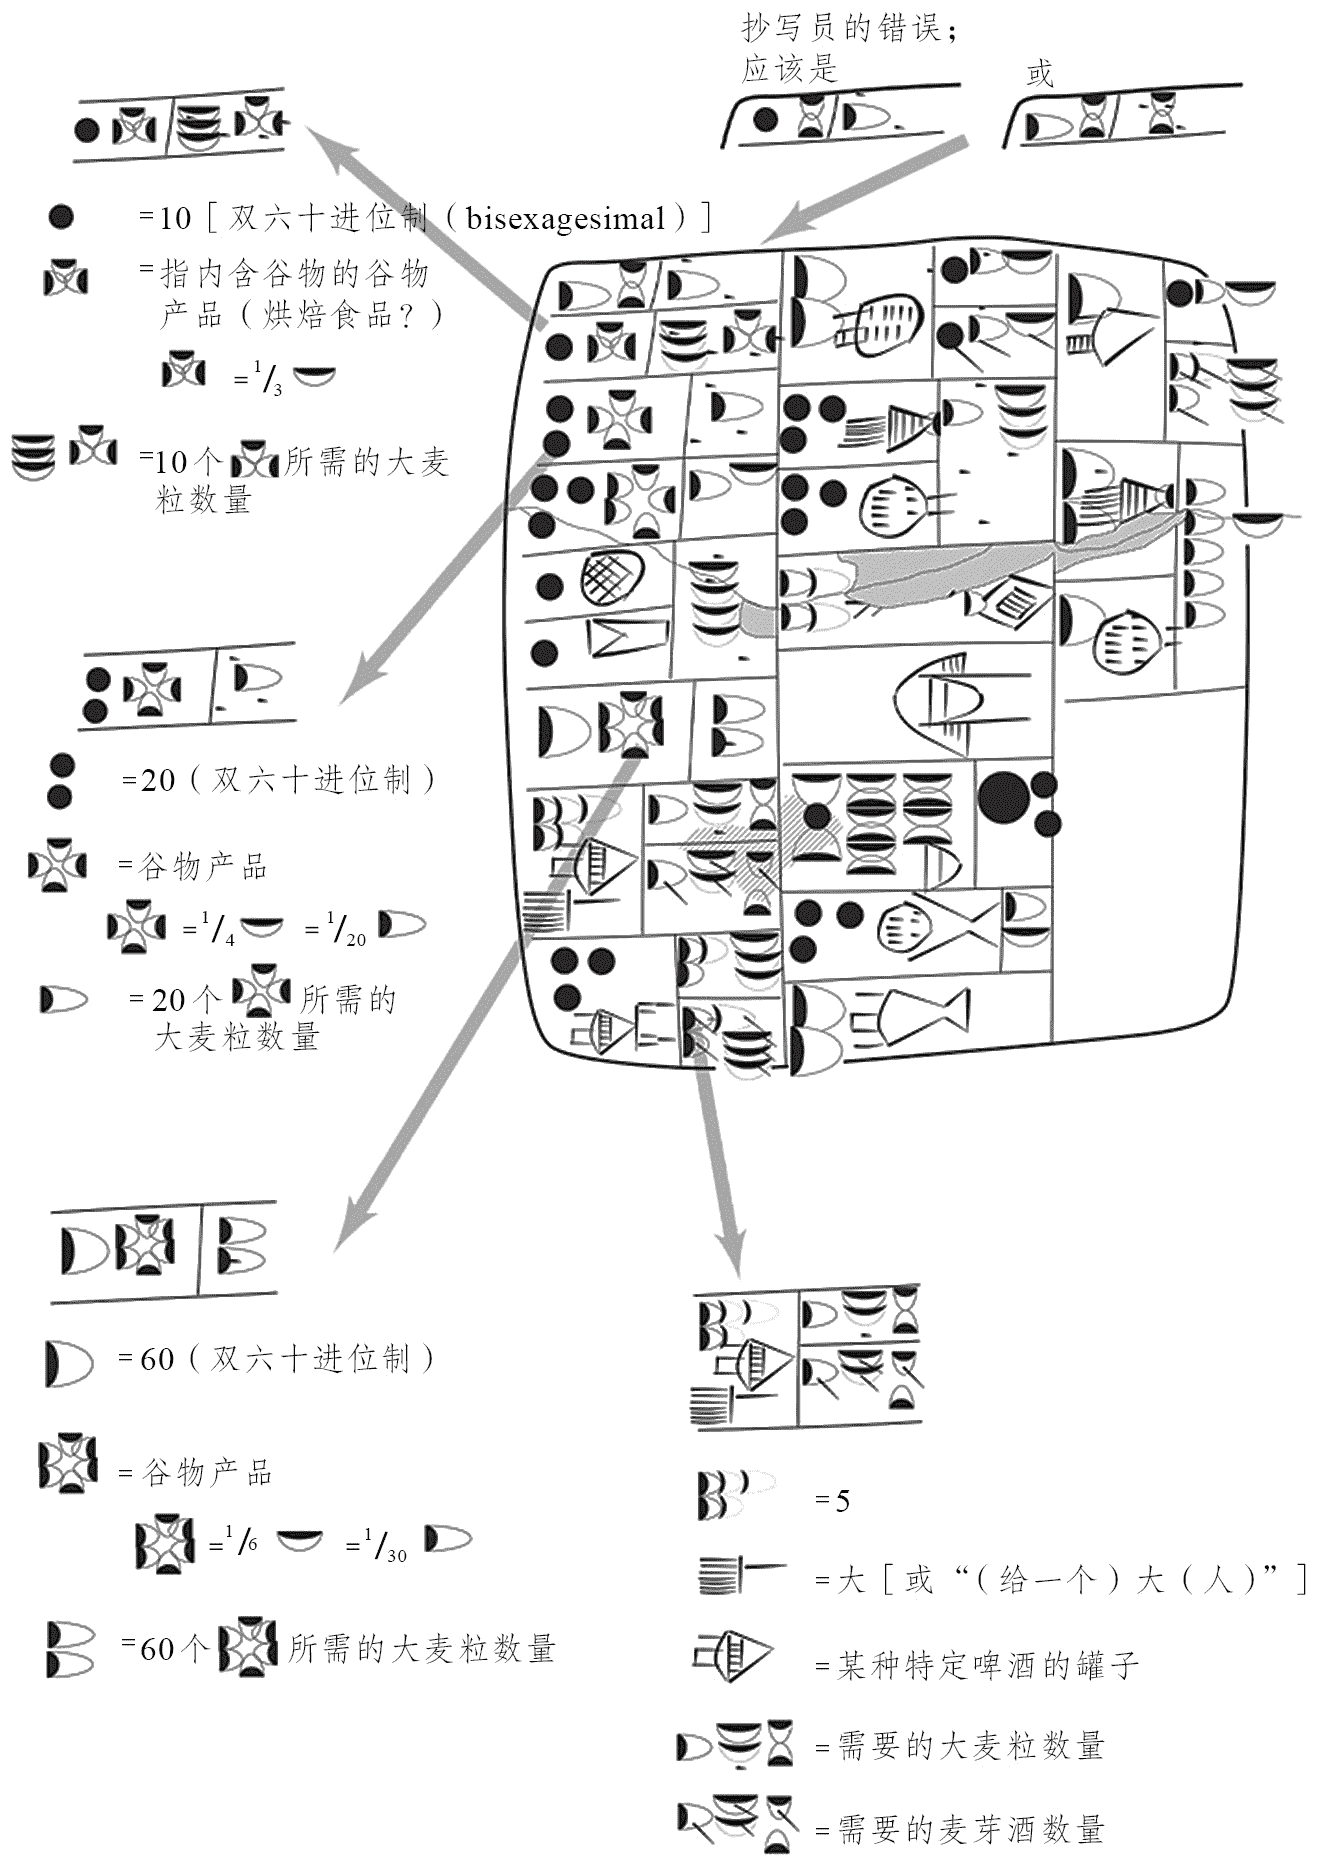 抄写员的错误；
应该是
或
=10［双六十进位制（bisexagesimal）］
=指内含谷物的谷物
产品（烘焙食品？）
=1/3
=10个 所需的大麦
粒数量
=20（双六十进位制）
=谷物产品
=1/4 =1/20
=20个 所需的
大麦粒数量
=60（双六十进位制）
=谷物产品
=1/6 =1/30
=60个 所需的大麦粒数量
=5
=大［或“（给一个）大（人）”］
=某种特定啤酒的罐子
=需要的大麦粒数量
=需要的麦芽酒数量